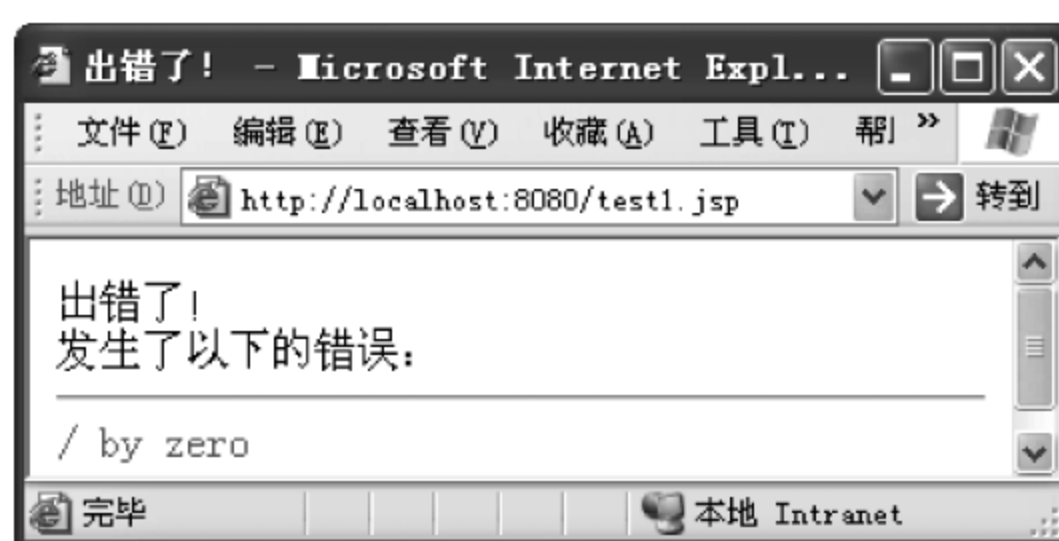 出错了! - Microsoft Internet Expl...
文件(F) 编辑(E) 查看(V) 收藏(A) 工具(T) 帮 »
地址(D) http://localhost:8080/test1.jsp 转到
出错了!
发生了以下的错误：
/ by zero
完毕 本地 Intranet